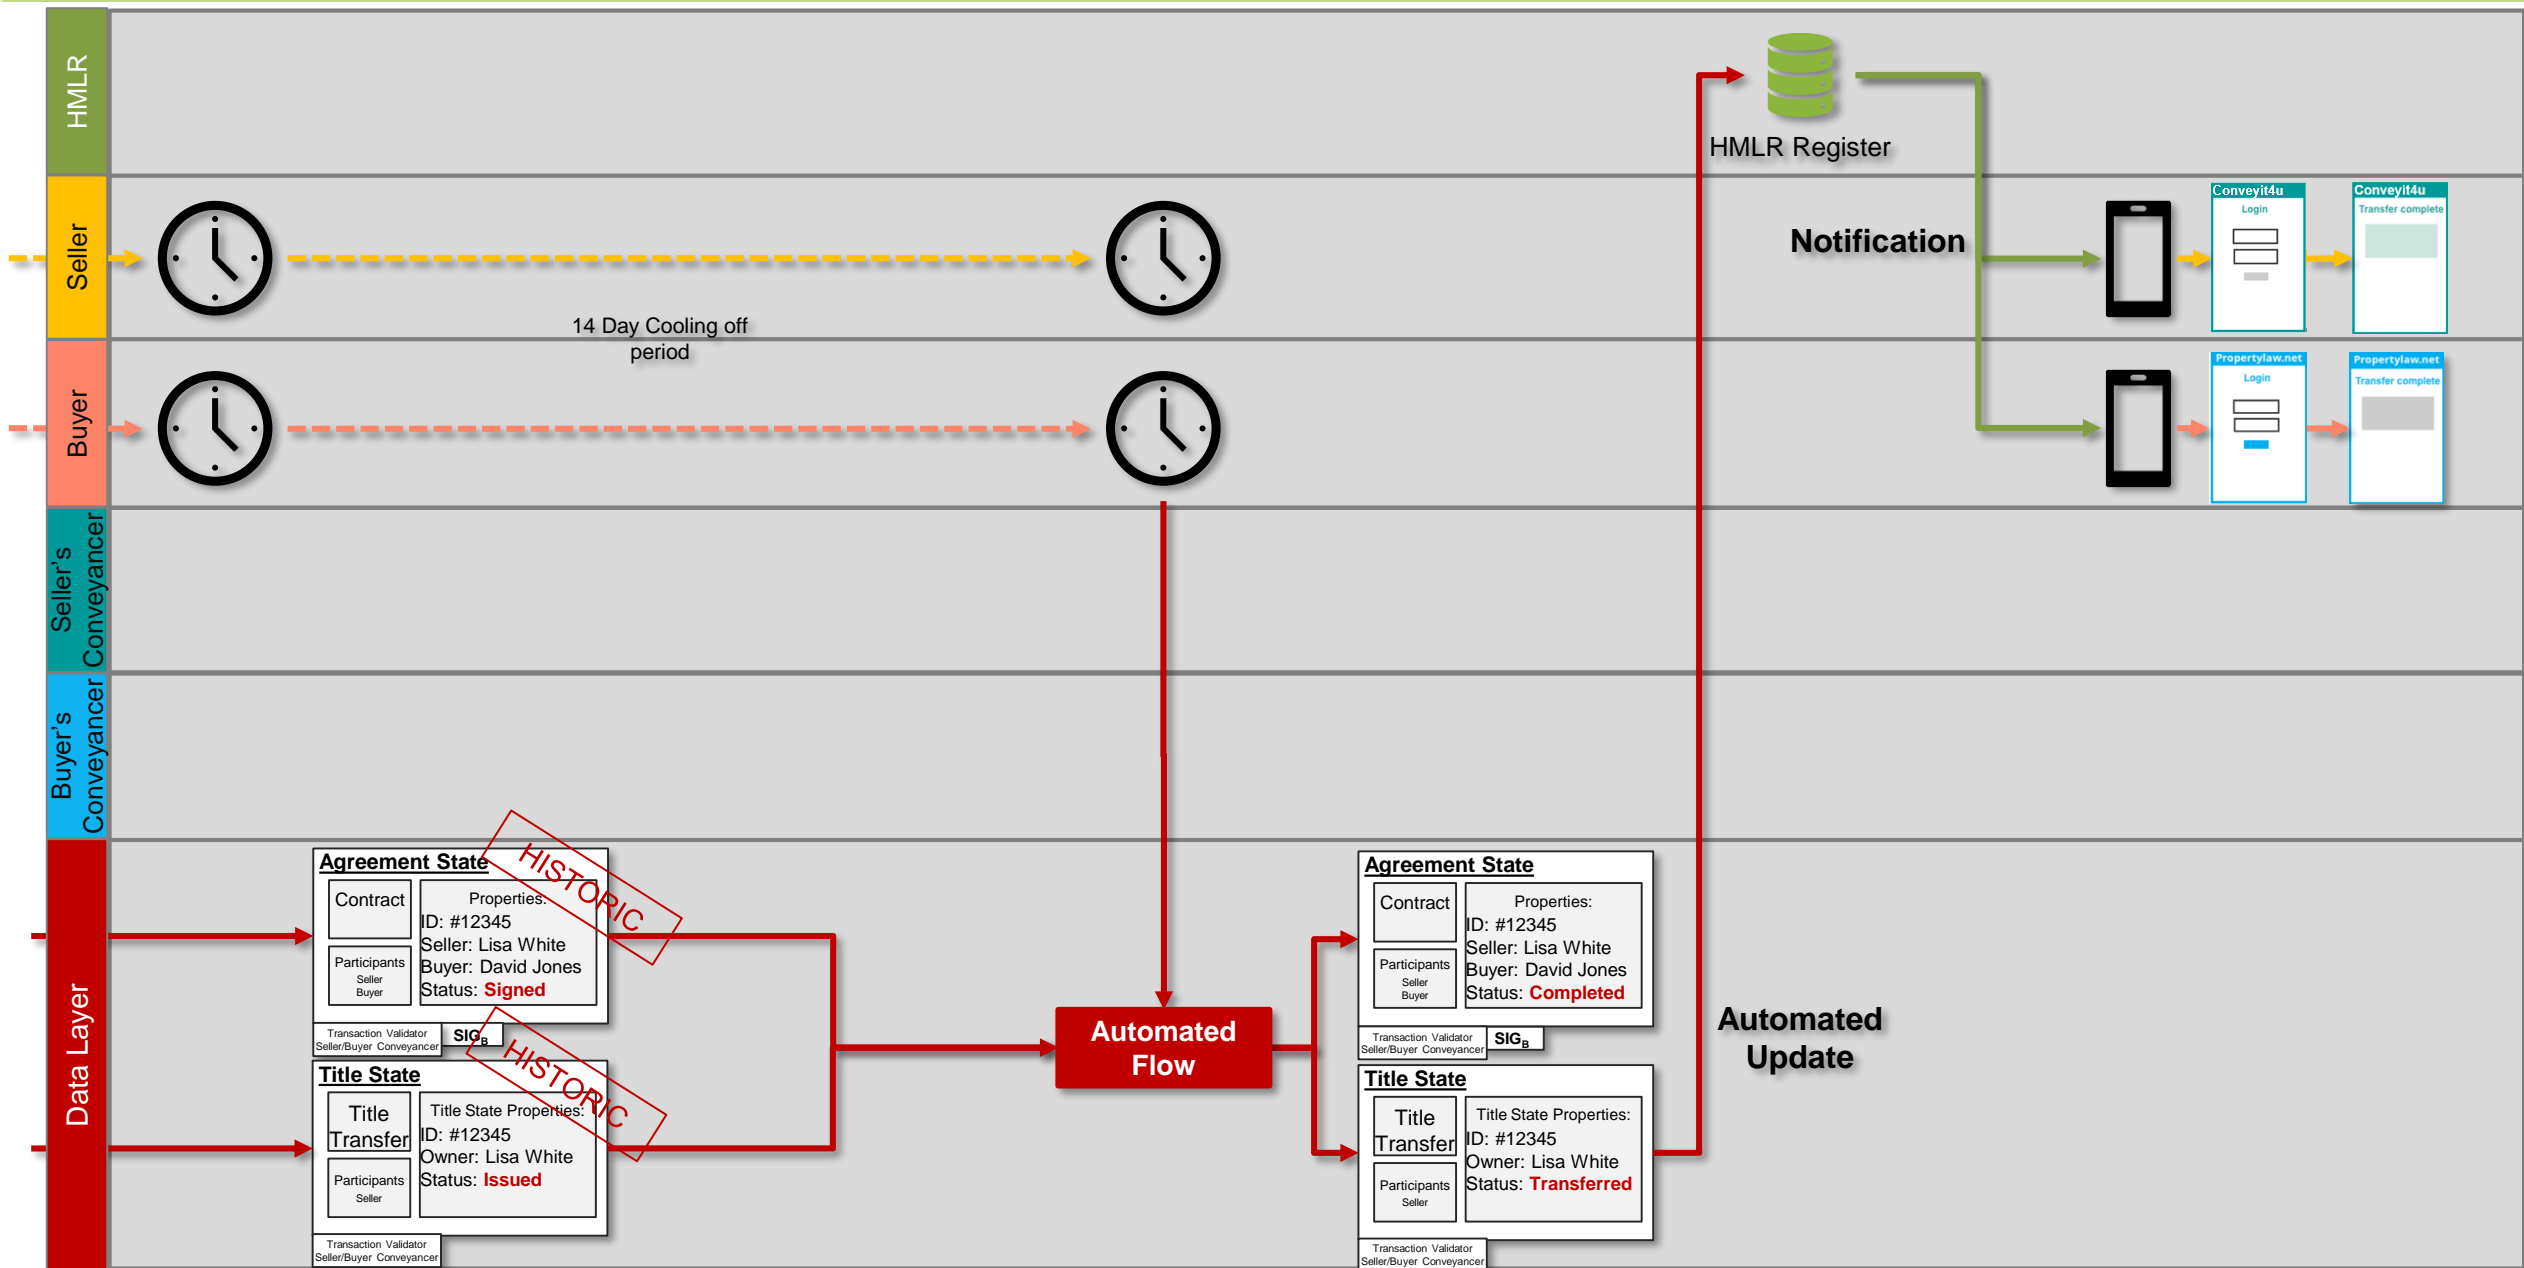 HMLR
HMLR Register
Seller
Conveyit4u
Login
Conveyit4u
Transfer complete
Notification
14 Day Cooling off
period
Buyer
Propertylaw.net
Login
Propertylaw.net
Transfer complete
Seller's
Conveyancer
Buyer's
Conveyancer
Data Layer
Agreement State
HISTORIC
Contract
Participants
Seller
Buyer
Properties:
ID: #12345
Seller: Lisa White
Buyer: David Jones
Status: Signed
Transaction Validator
Seller/Buyer Conveyancer
SIGB
Title State
HISTORIC
Title
Transfer
Participants
Seller
Title State Properties:
ID: #12345
Owner: Lisa White
Status: Issued
Transaction Validator
Seller/Buyer Conveyancer
Automated
Flow
Agreement State
Contract
Participants
Seller
Buyer
Properties:
ID: #12345
Seller: Lisa White
Buyer: David Jones
Status: Completed
Transaction Validator
Seller/Buyer Conveyancer
SIGB
Title State
Title
Transfer
Participants
Seller
Title State Properties:
ID: #12345
Owner: Lisa White
Status: Transferred
Transaction Validator
Seller/Buyer Conveyancer
Automated
Update